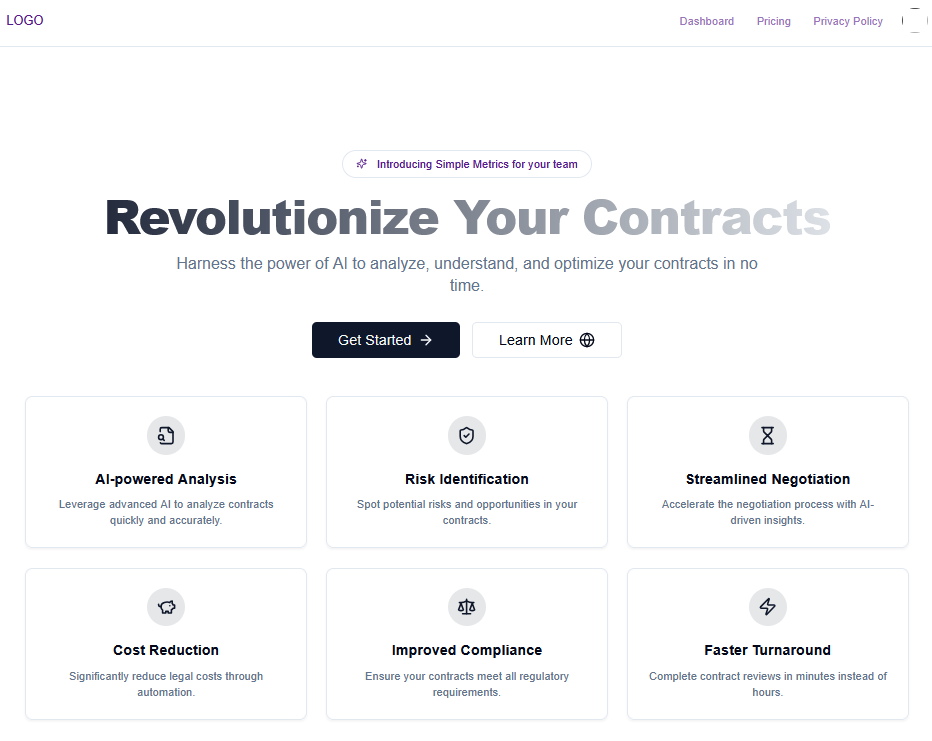 LOGO
Dashboard Pricing Privacy Policy
Introducing Simple Metrics for your team
Revolutionize Your Contracts
Harness the power of AI to analyze, understand, and optimize your contracts in no
time.
Get Started
Learn More
AI-powered Analysis
Leverage advanced AI to analyze contracts
quickly and accurately.
Risk Identification
Spot potential risks and opportunities in your
contracts.
Streamlined Negotiation
Accelerate the negotiation process with AI-
driven insights.
Cost Reduction
Significantly reduce legal costs through
automation.
Improved Compliance
Ensure your contracts meet all regulatory
requirements.
Faster Turnaround
Complete contract reviews in minutes instead of
hours.